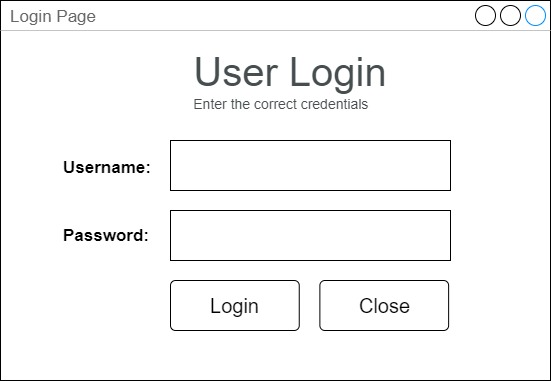 Login Page
User Login
Enter the correct credentials
Username:
Password:
Login Close